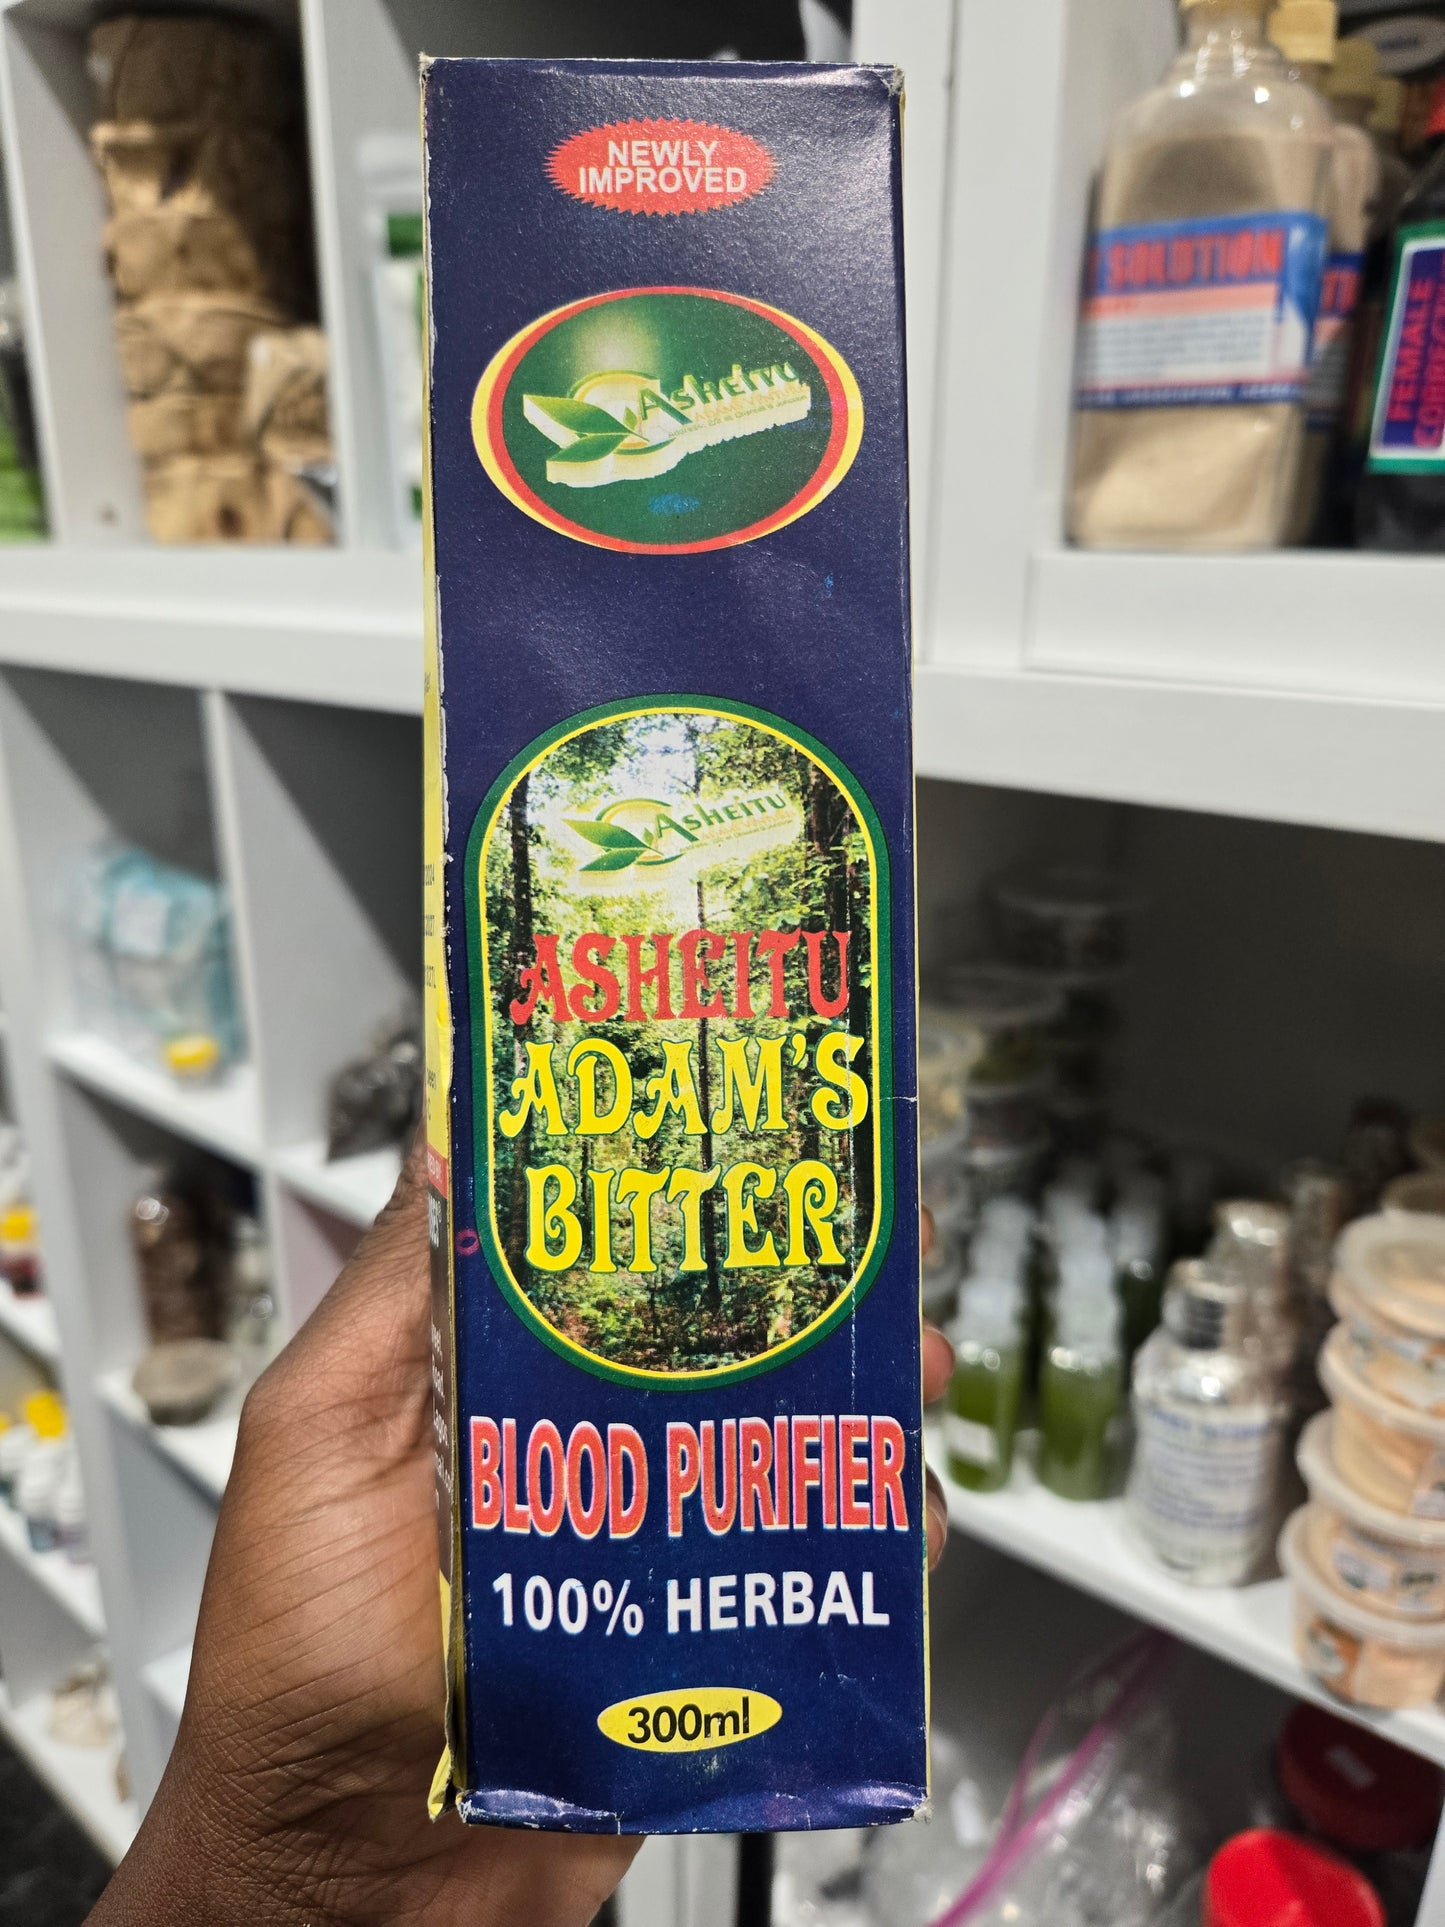 NEWLY
IMPROVED
Asheitu
Asheitu
ASHEITU
ADAM'S
BITTER
BLOOD PURIFIER
100% HERBAL
300ml
SOLUTION
FEMALE